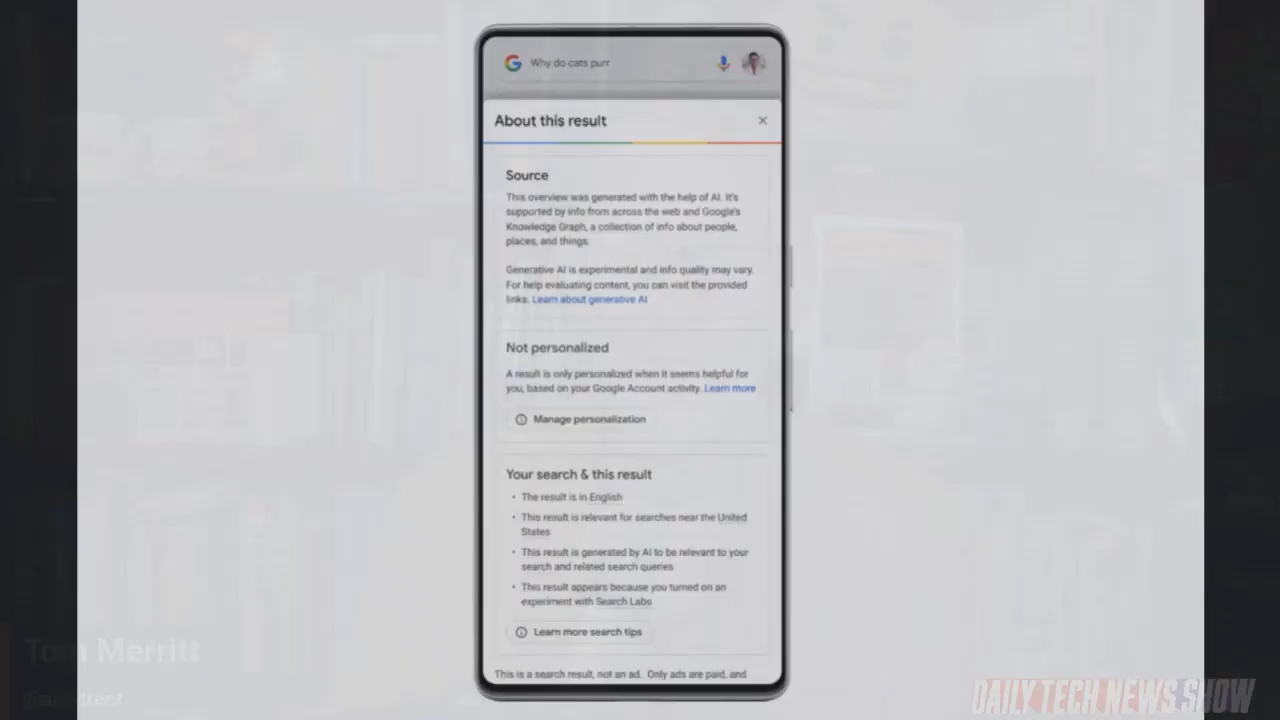 Why do cats purr
About this result
Source
This overview was generated with the help of AI. It's
supported by info from across the web and Google's
Knowledge Graph, a collection of info about people,
places, and things.
Generative AI is experimental and info quality may vary.
For help evaluating content, you can visit the provided
links. Learn about generative AI
Not personalized
A result is only personalized when it seems helpful for
you, based on your Google Account activity. Learn more
Manage personalization
Your search & this result
• The result is in English
• This result is relevant for searches near the United
States
• This result is generated by AI to be relevant to your
search and related search queries
• This result appears because you turned on an
experiment with Search Labs
Learn more search tips
This is a search result, not an ad. Only ads are paid, and
Tom Merritt
DAILY TECH NEWS SHOW